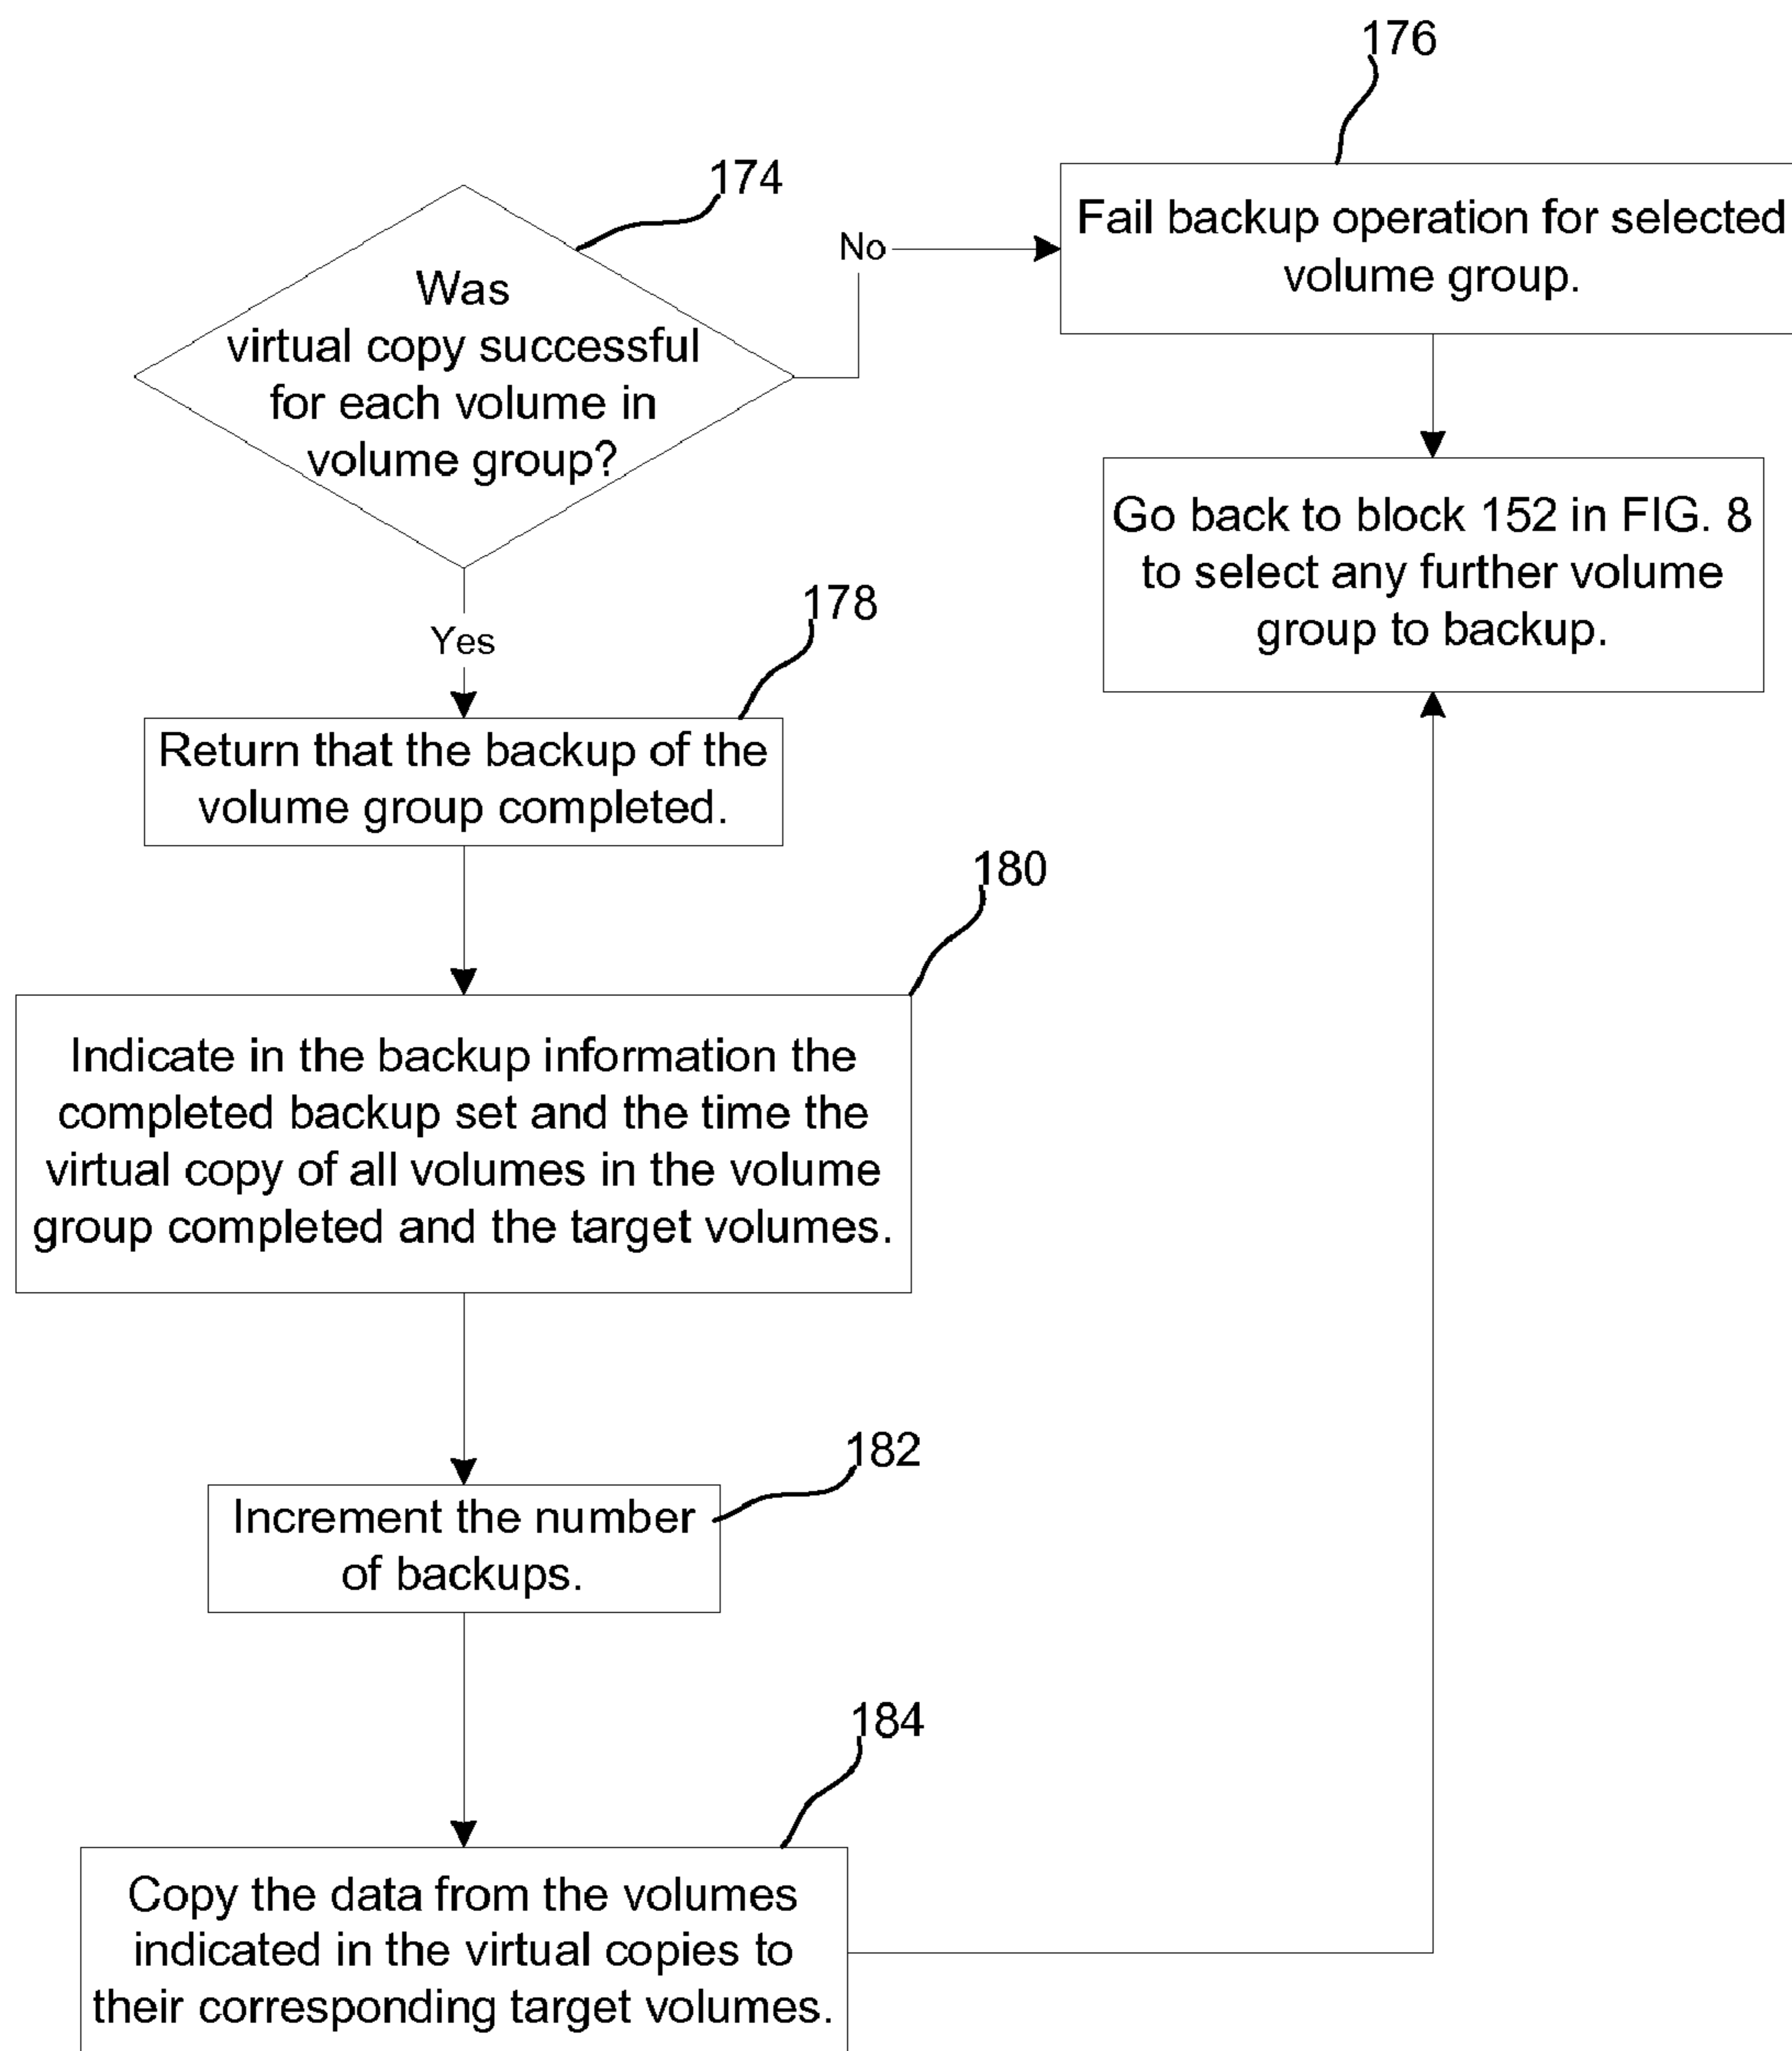 176
174
No
Fail backup operation for selected
volume group.
Was
virtual copy successful
for each volume in
volume group?
Go back to block 152 in FIG. 8
to select any further volume
group to backup.
178
Yes
Return that the backup of the
volume group completed.
180
Indicate in the backup information the
completed backup set and the time the
virtual copy of all volumes in the volume
group completed and the target volumes.
182
Increment the number
of backups.
184
Copy the data from the volumes
indicated in the virtual copies to
their corresponding target volumes.